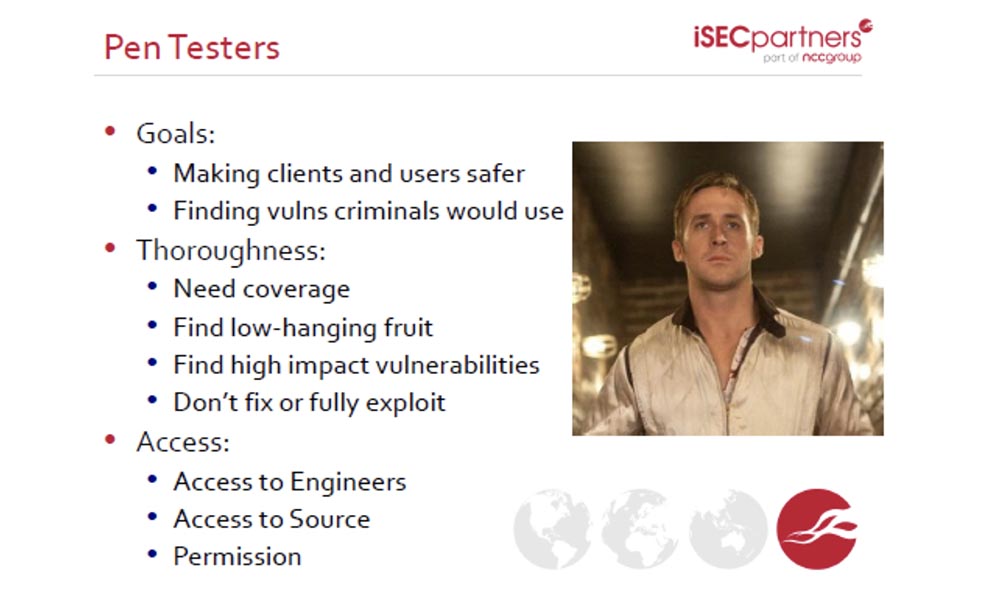 Pen Testers
iSECpartners
part of nccgroup
• Goals:
• Making clients and users safer
• Finding vulns criminals would use
• Thoroughness:
• Need coverage
• Find low-hanging fruit
• Find high impact vulnerabilities
• Don’t fix or fully exploit
• Access:
• Access to Engineers
• Access to Source
• Permission